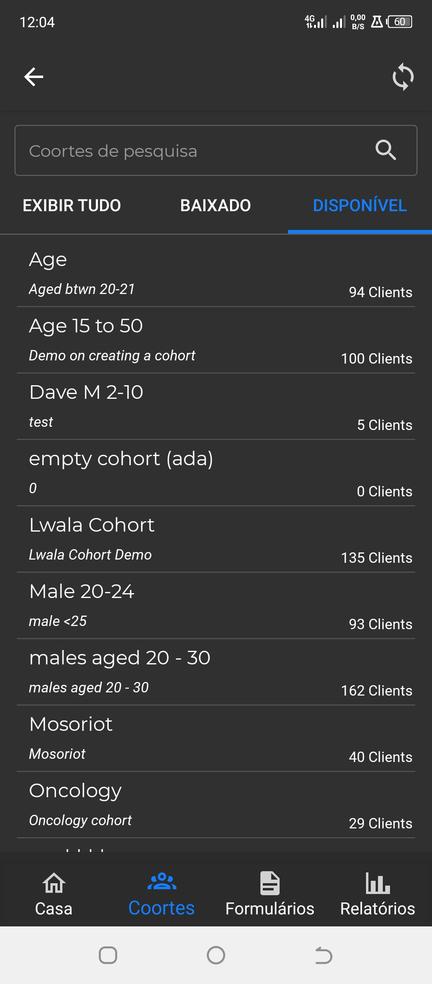 12:04
4G
0,00
B/S
60
Coortes de pesquisa
EXIBIR TUDO BAIXADO DISPONÍVEL
Age
Aged btwn 20-21
94 Clients
Age 15 to 50
Demo on creating a cohort
100 Clients
Dave M 2-10
test
5 Clients
empty cohort (ada)
0
0 Clients
Lwala Cohort
Lwala Cohort Demo
135 Clients
Male 20-24
male <25
93 Clients
males aged 20 - 30
males aged 20 - 30
162 Clients
Mosoriot
Mosoriot
40 Clients
Oncology
Oncology cohort
29 Clients
Casa Coortes Formulários Relatórios